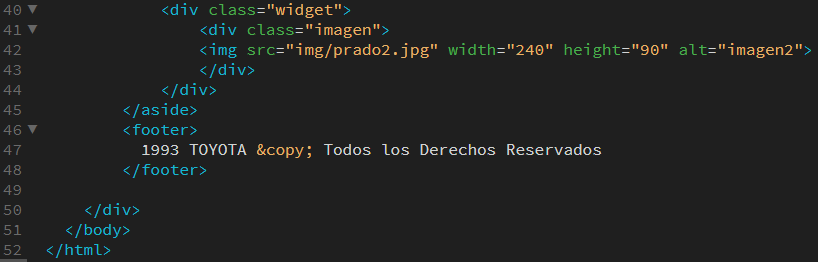 40 <div class="widget">
41 <div class="imagen">
42 <img src="img/prado2.jpg" width="240" height="90" alt="imagen2">
43 </div>
44 </div>
45 </aside>
46 <footer>
47 1993 TOYOTA &copy; Todos los Derechos Reservados
48 </footer>
49
50 </div>
51 </body>
52 </html>